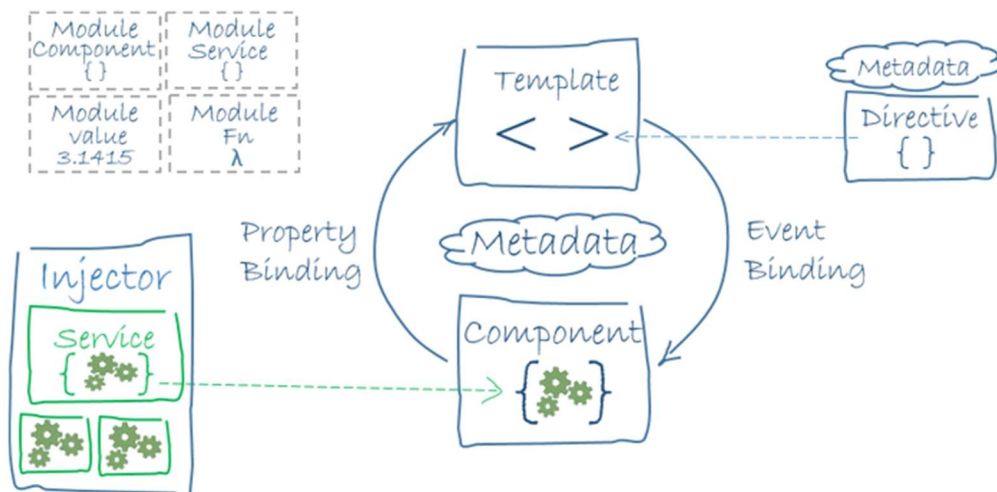 Module
Component
{ }
Module
Service
{ }
Module
value
3.1415
Module
Fn
λ
Template
< >
Metadata
Directive
{ }
Property
Binding
Metadata
Event
Binding
Injector
Service
{ }
Component
{ }